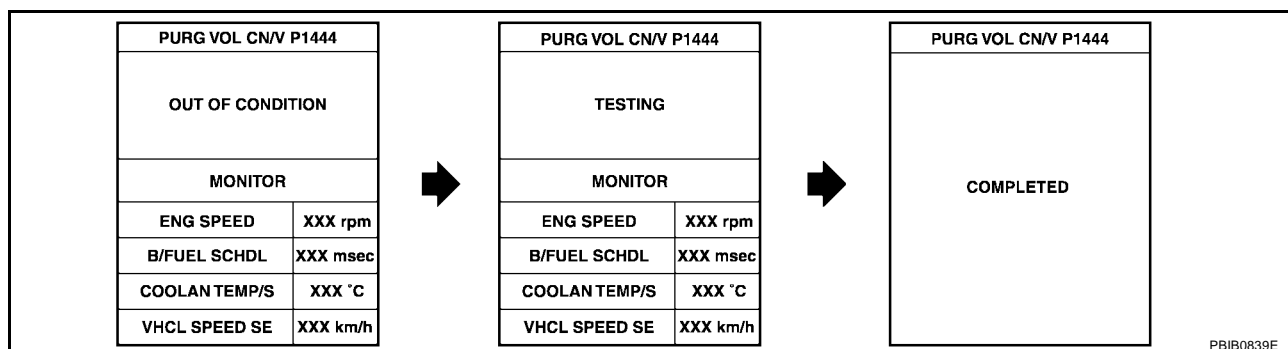 PURG VOL CN/V P1444
OUT OF CONDITION
MONITOR
ENG SPEED XXX rpm
B/FUEL SCHDL XXX msec
COOLAN TEMP/S XXX °C
VHCL SPEED SE XXX km/h
PURG VOL CN/V P1444
TESTING
MONITOR
ENG SPEED XXX rpm
B/FUEL SCHDL XXX msec
COOLAN TEMP/S XXX °C
VHCL SPEED SE XXX km/h
PURG VOL CN/V P1444
COMPLETED
PBIB0839E